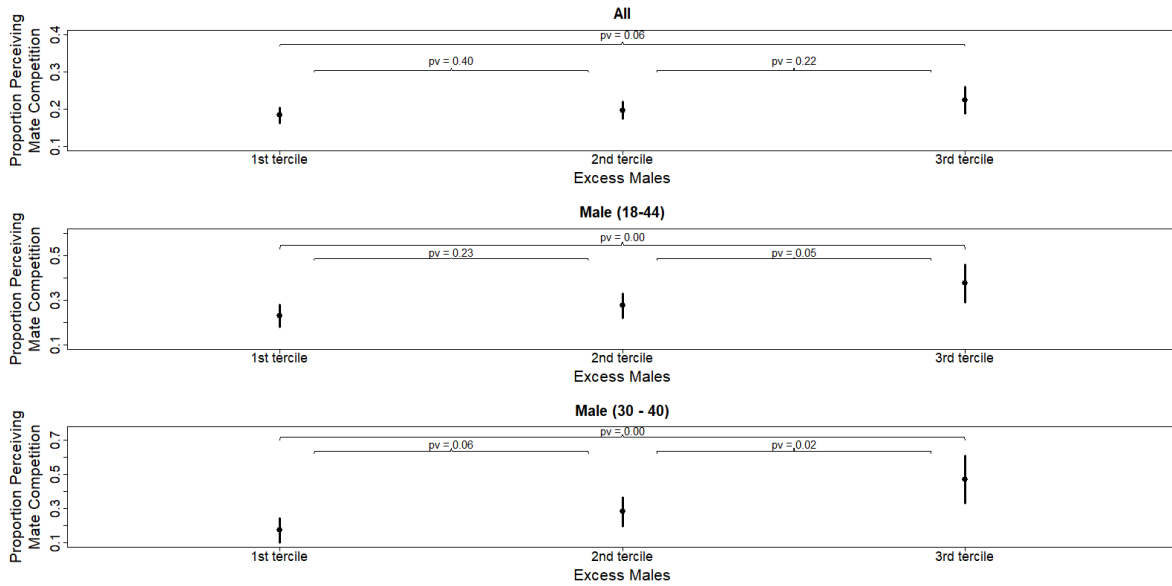 All
Proportion Perceiving
Mate Competition
0.4
0.3
0.2
0.1
pv = 0.06
pv = 0.40
pv = 0.22
1st tercile
2nd tercile
3rd tercile
Excess Males
Male (18-44)
Proportion Perceiving
Mate Competition
0.5
0.3
0.1
pv = 0.00
pv = 0.23
pv = 0.05
1st tercile
2nd tercile
3rd tercile
Excess Males
Male (30 - 40)
Proportion Perceiving
Mate Competition
0.7
0.5
0.3
0.1
pv = 0.00
pv = 0.06
pv = 0.02
1st tercile
2nd tercile
3rd tercile
Excess Males